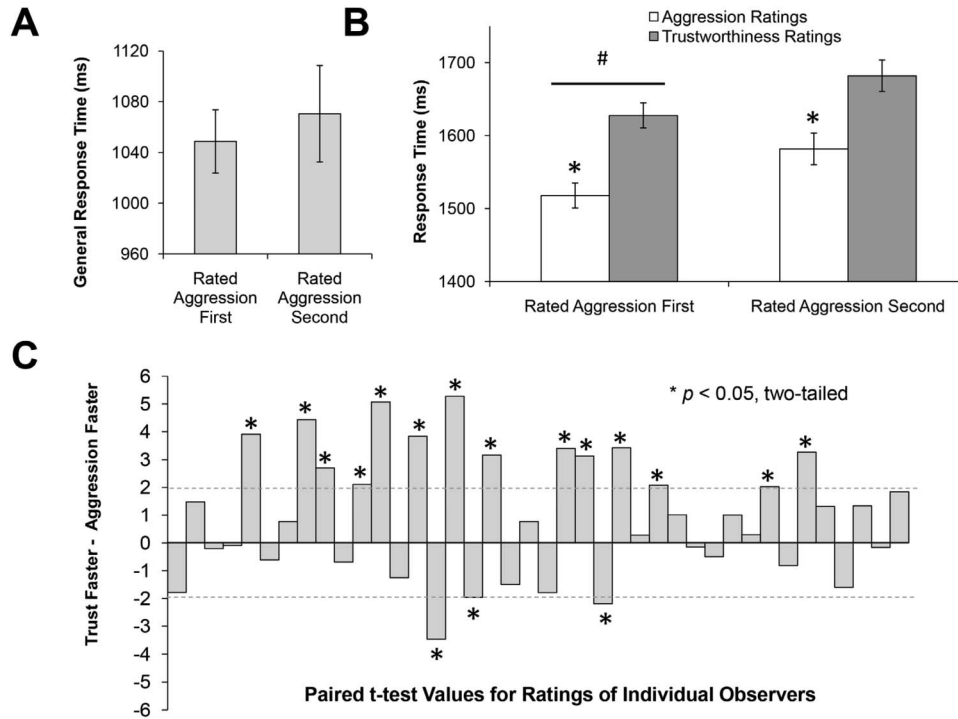 A
General Response Time (ms)
1120
1080
1040
1000
960
Rated
Aggression
First
Rated
Aggression
Second
B
Aggression Ratings
Trustworthiness Ratings
Response Time (ms)
1700
1600
1500
1400
#
*
*
Rated Aggression First
Rated Aggression Second
C
Trust Faster - Aggression Faster
6
5
4
3
2
1
0
-1
-2
-3
-4
-5
-6
* * * * * * * * * * * * * *
* * *
* p < 0.05, two-tailed
Paired t-test Values for Ratings of Individual Observers